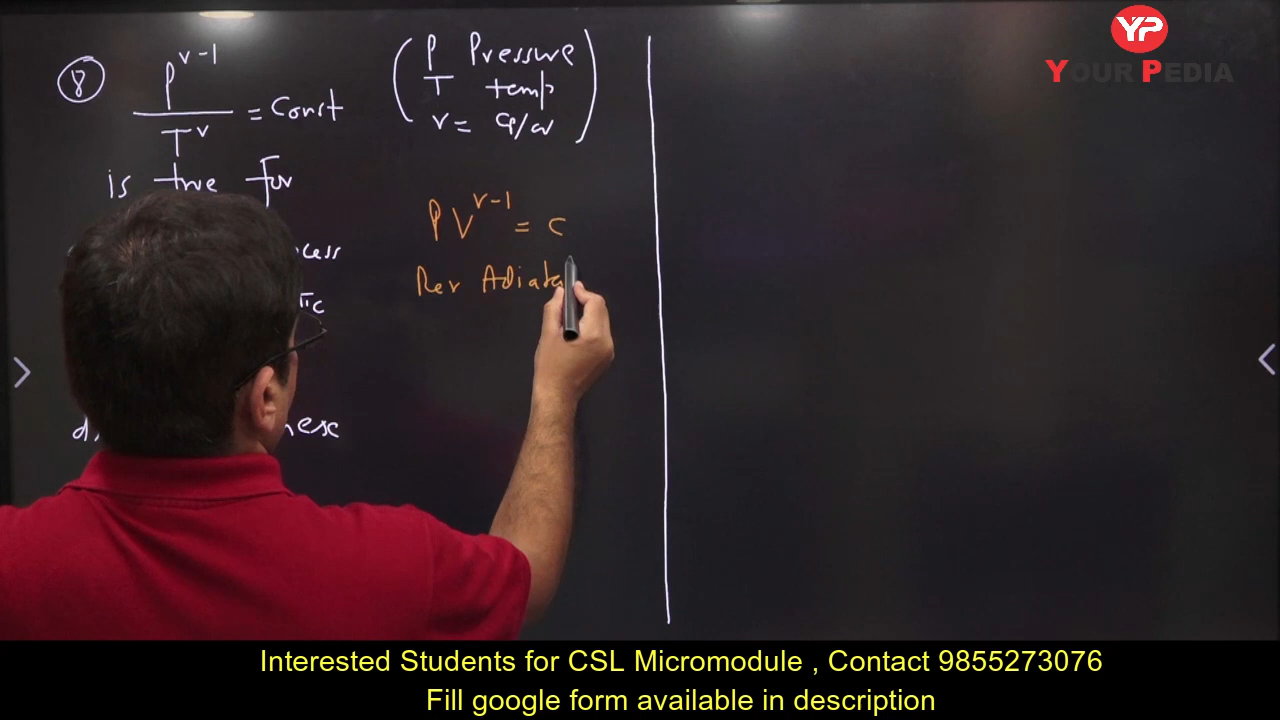 YP
YOUR PEDIA
8
P^γ-1 / T^γ = Const
( P Pressure
T temp
γ = Cp/Cv )
is true for
PV^γ-1 = c
Rev Adiaba
Interested Students for CSL Micromodule , Contact 9855273076
Fill google form available in description